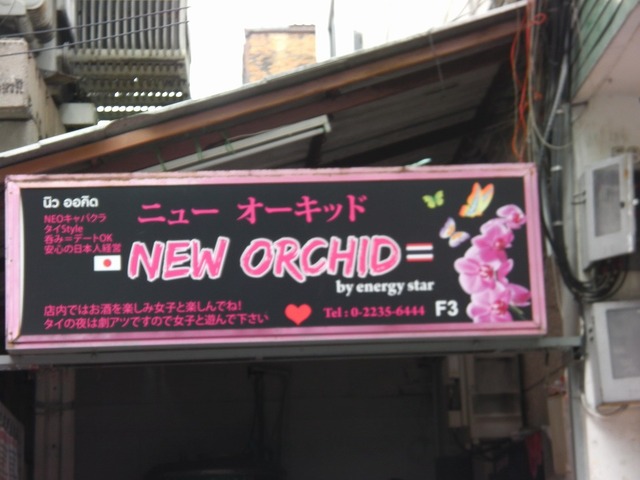 นิว ออคิด
NEOキャバクラ
タイStyle
呑み=デートOK
安心の日本人経営
ニュー オーキッド
NEW ORCHID
by energy star
店内ではお酒を楽しみ女子と楽しんでね!
タイの夜は劇アツですので女子と遊んで下さい
Tel : 0-2235-6444
F3